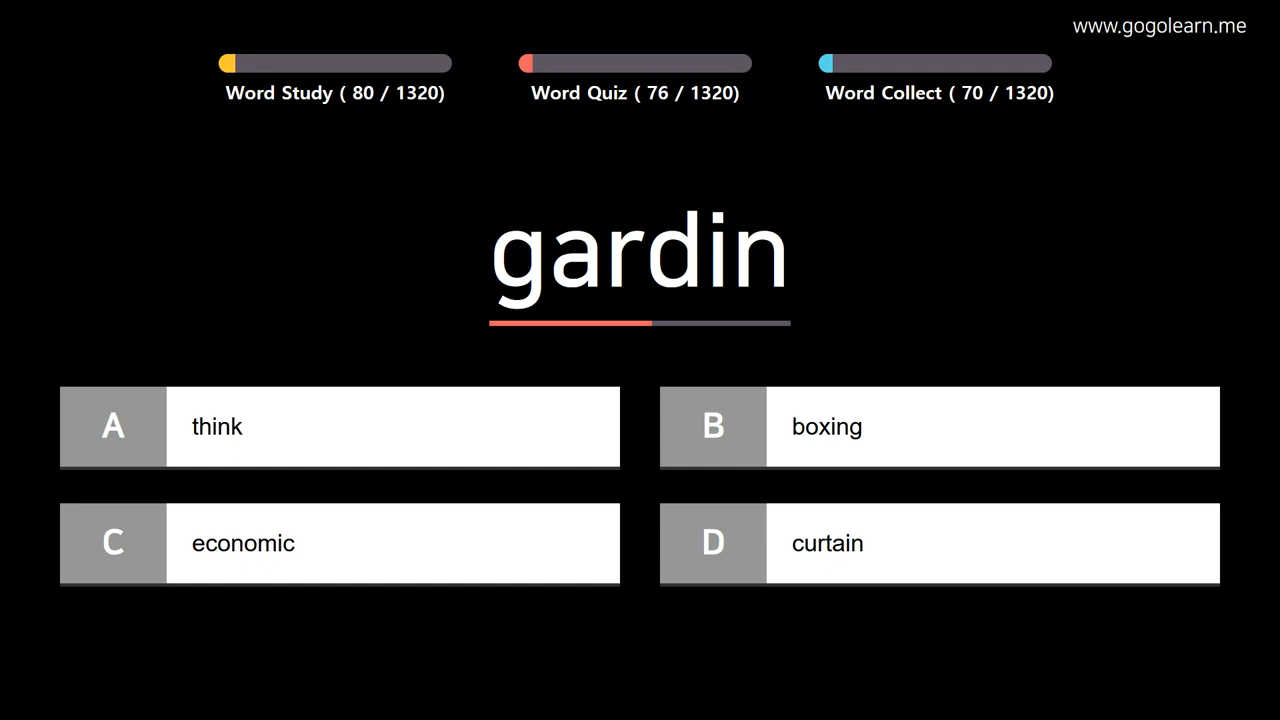 www.gogolearn.me
Word Study ( 80 / 1320)
Word Quiz ( 76 / 1320)
Word Collect ( 70 / 1320)
gardin
A think
B boxing
C economic
D curtain